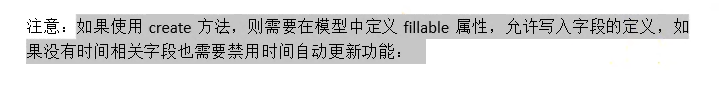 注意：如果使用 create 方法，则需要在模型中定义 fillable 属性，允许写入字段的定义，如
果没有时间相关字段也需要禁用时间自动更新功能：